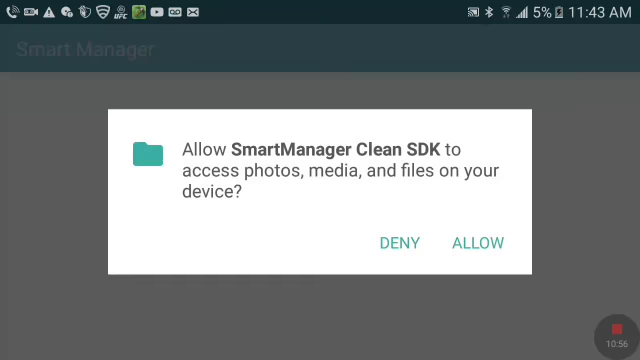 UFC 5% 11:43 AM
Smart Manager
Allow SmartManager Clean SDK to
access photos, media, and files on your
device?
DENY ALLOW
10:56